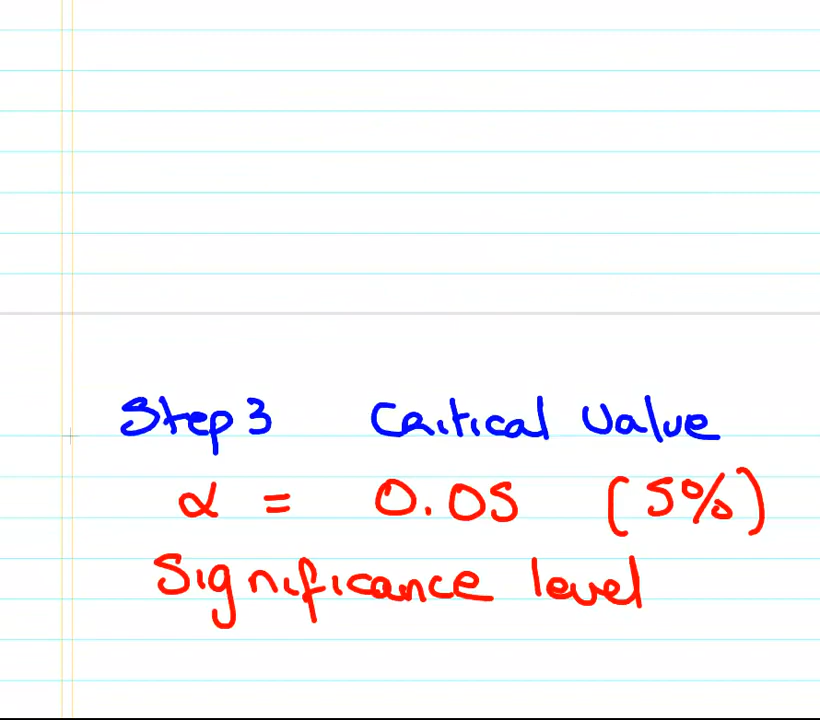 Step 3 Critical Value
α = 0.05 (5%)
Significance level